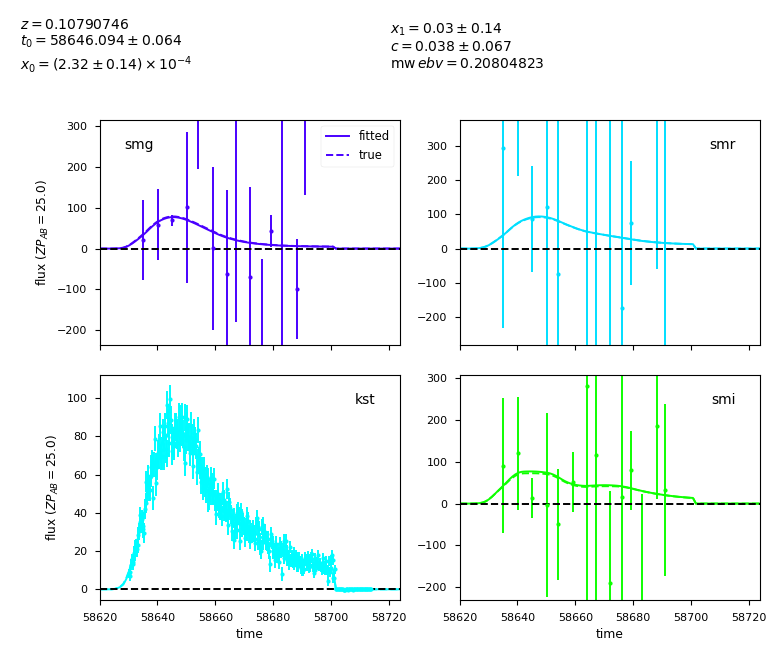 z = 0.10790746
t₀ = 58646.094 ± 0.064
x₀ = (2.32 ± 0.14) × 10⁻⁴
x₁ = 0.03 ± 0.14
c = 0.038 ± 0.067
mw ebv = 0.20804823
smg
fitted
true
flux (ZP_AB = 25.0)
300
200
100
0
−100
−200
smr
300
200
100
0
−100
−200
kst
flux (ZP_AB = 25.0)
100
80
60
40
20
0
58620 58640 58660 58680 58700
time
smi
300
200
100
0
−100
−200
58620 58640 58660 58680 58700 58720
time